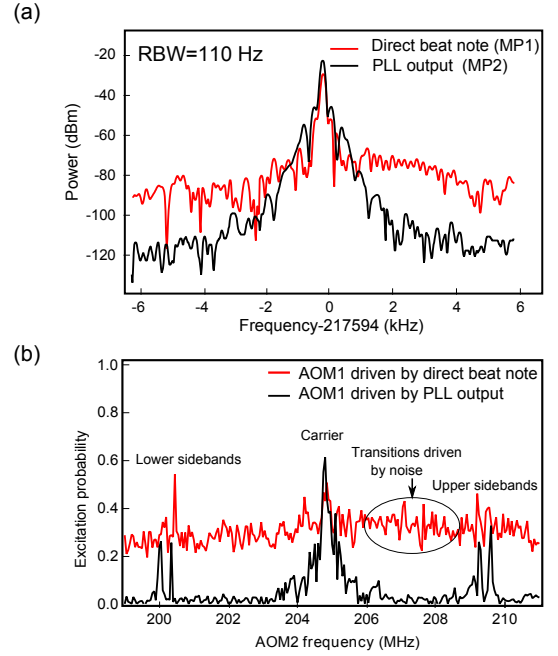 (a)
RBW=110 Hz
Direct beat note (MP1)
PLL output (MP2)
Power (dBm)
-20
-40
-60
-80
-100
-120
-6
-4
-2
0
2
4
6
Frequency-217594 (kHz)
(b)
AOM1 driven by direct beat note
AOM1 driven by PLL output
Excitation probability
1.0
0.8
0.6
0.4
0.2
0.0
Carrier
Lower sidebands
Transitions driven
by noise
Upper sidebands
200
202
204
206
208
210
AOM2 frequency (MHz)